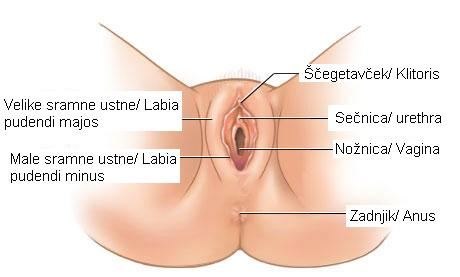 Ščegetavček/ Klitoris
Velike sramne ustne/ Labia
pudendi majos
Sečnica/ urethra
Nožnica/ Vagina
Male sramne ustne/ Labia
pudendi minus
Zadnjik/ Anus